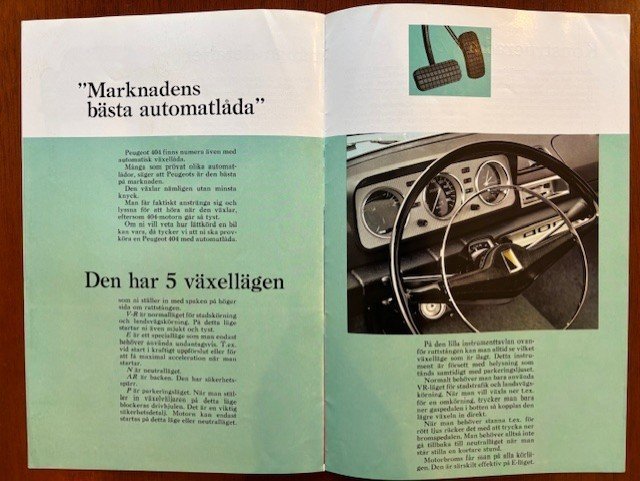 "Marknadens
bästa automatlåda"
Peugeot 404 finns numera även med
automatisk växellåda.
Många som prövat olika automat-
lådor, säger att Peugeots är den bästa
på marknaden.
Den växlar nämligen utan minsta
knyck.
Man får faktiskt anstränga sig och
lyssna för att höra när den växlar,
eftersom 404-motorn går så tyst.
Om ni vill veta hur lättkörd en bil
kan vara, då tycker vi att ni ska prov-
köra en Peugeot 404 med automatlåda.
Den har 5 växellägen
som ni ställer in med spaken på höger
sida om rattstången.
V-R är normalläget för stadskörning
och landsvägskörning. På detta läge
startar ni även mjukt och tyst.
E är ett specialläge som man endast
behöver använda undantagsvis. T.ex.
vid start i kraftigt uppförslut eller för
att få maximal acceleration när man
startar.
N är neutralläget.
AR är backen. Den har säkerhets-
spärr.
P är parkeringsläget. När man stäl-
ler in växelväljaren på detta läge
blockeras drivhjulen. Det är en viktig
säkerhetsdetalj. Motorn kan endast
startas på detta läge eller neutralläget.
På den lilla instrumenttavlan ovan-
för rattstången kan man alltid se vilket
växelläge som är ilagt. Detta instru-
ment är försett med belysning som
tänds samtidigt med parkeringsljuset.
Normalt behöver man bara använda
VR-läget för stadstrafik och landsvägs-
körning. När man vill växla ner t.ex.
för en omkörning, trycker man bara
ner gaspedalen i botten så kopplas den
lägre växeln in direkt.
När man behöver stanna t.ex. för
rött ljus räcker det med att trycka ner
bromspedalen. Man behöver alltså inte
gå tillbaka till neutralläget när man
står stilla en kortare stund.
Motorbroms får man på alla körlä-
gen. Den är särskilt effektiv på E-läget.